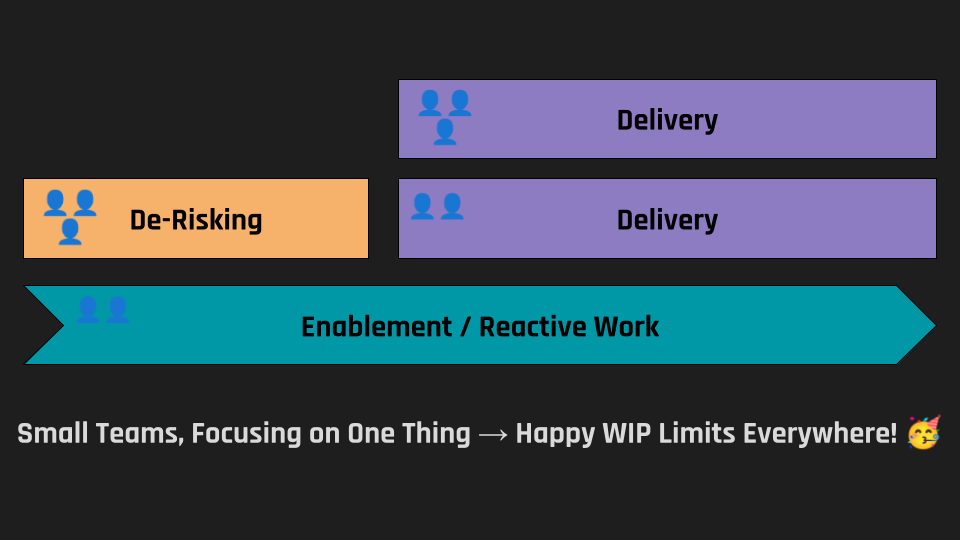 Delivery
De-Risking
Delivery
Enablement / Reactive Work
Small Teams, Focusing on One Thing → Happy WIP Limits Everywhere! 🥳